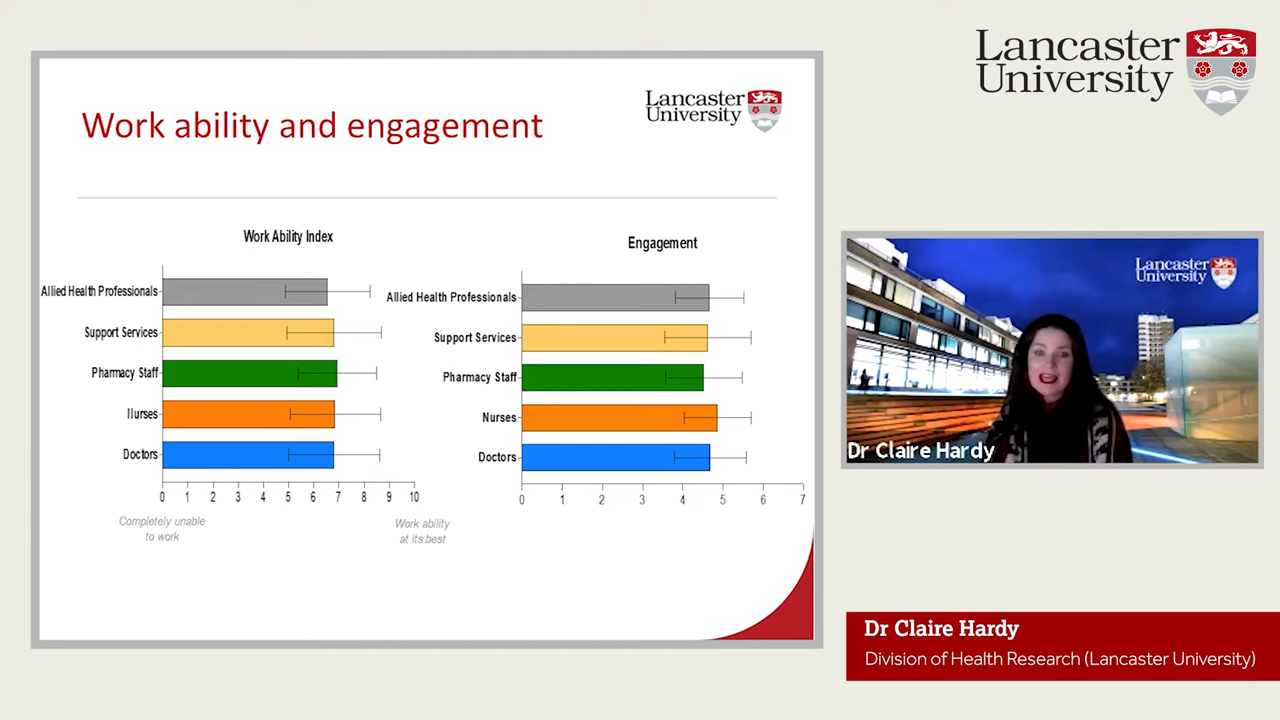 Lancaster
University
Work ability and engagement
Lancaster
University
Work Ability Index
Allied Health Professionals
Support Services
Pharmacy Staff
Nurses
Doctors
0 1 2 3 4 5 6 7 8 9 10
Completely unable
to work
Work ability
at its best
Engagement
Allied Health Professionals
Support Services
Pharmacy Staff
Nurses
Doctors
0 1 2 3 4 5 6 7
Lancaster
University
Dr Claire Hardy
Dr Claire Hardy
Division of Health Research (Lancaster University)